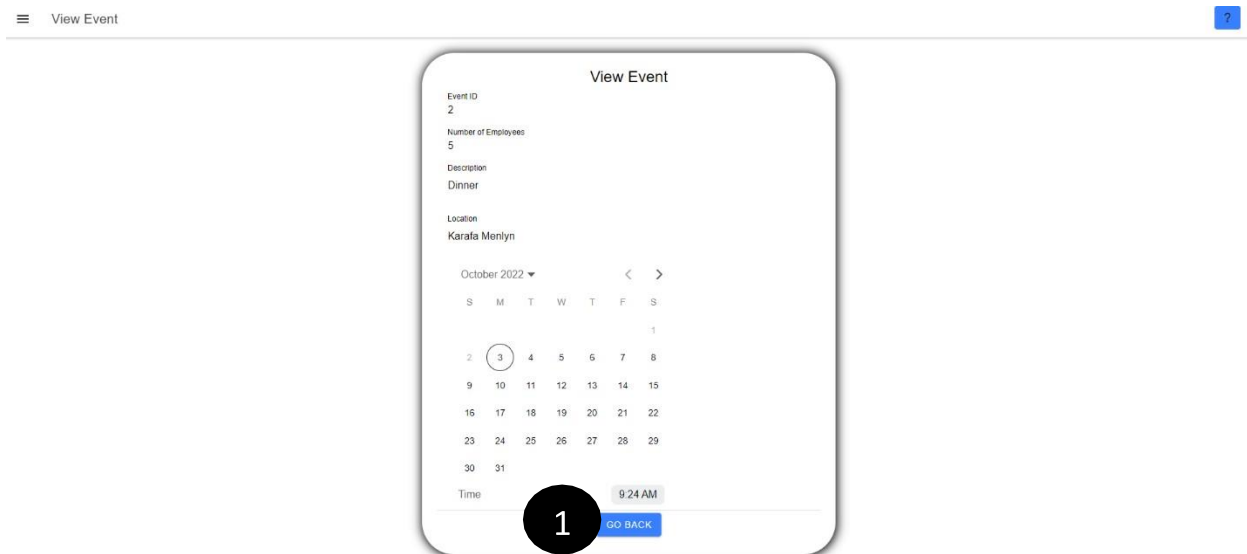 ≡ View Event ?
View Event
Event ID
2
Number of Employees
5
Description
Dinner
Location
Karafa Menlyn
October 2022
S M T W T F S
1
2 3 4 5 6 7 8
9 10 11 12 13 14 15
16 17 18 19 20 21 22
23 24 25 26 27 28 29
30 31
Time 9:24 AM
1 GO BACK